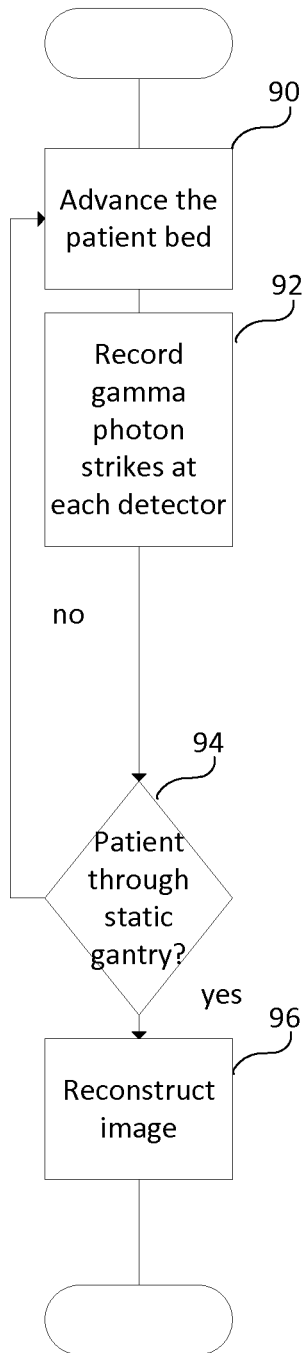 90
Advance the
patient bed
92
Record
gamma
photon
strikes at
each detector
no
94
Patient
through
static
gantry?
yes
96
Reconstruct
image